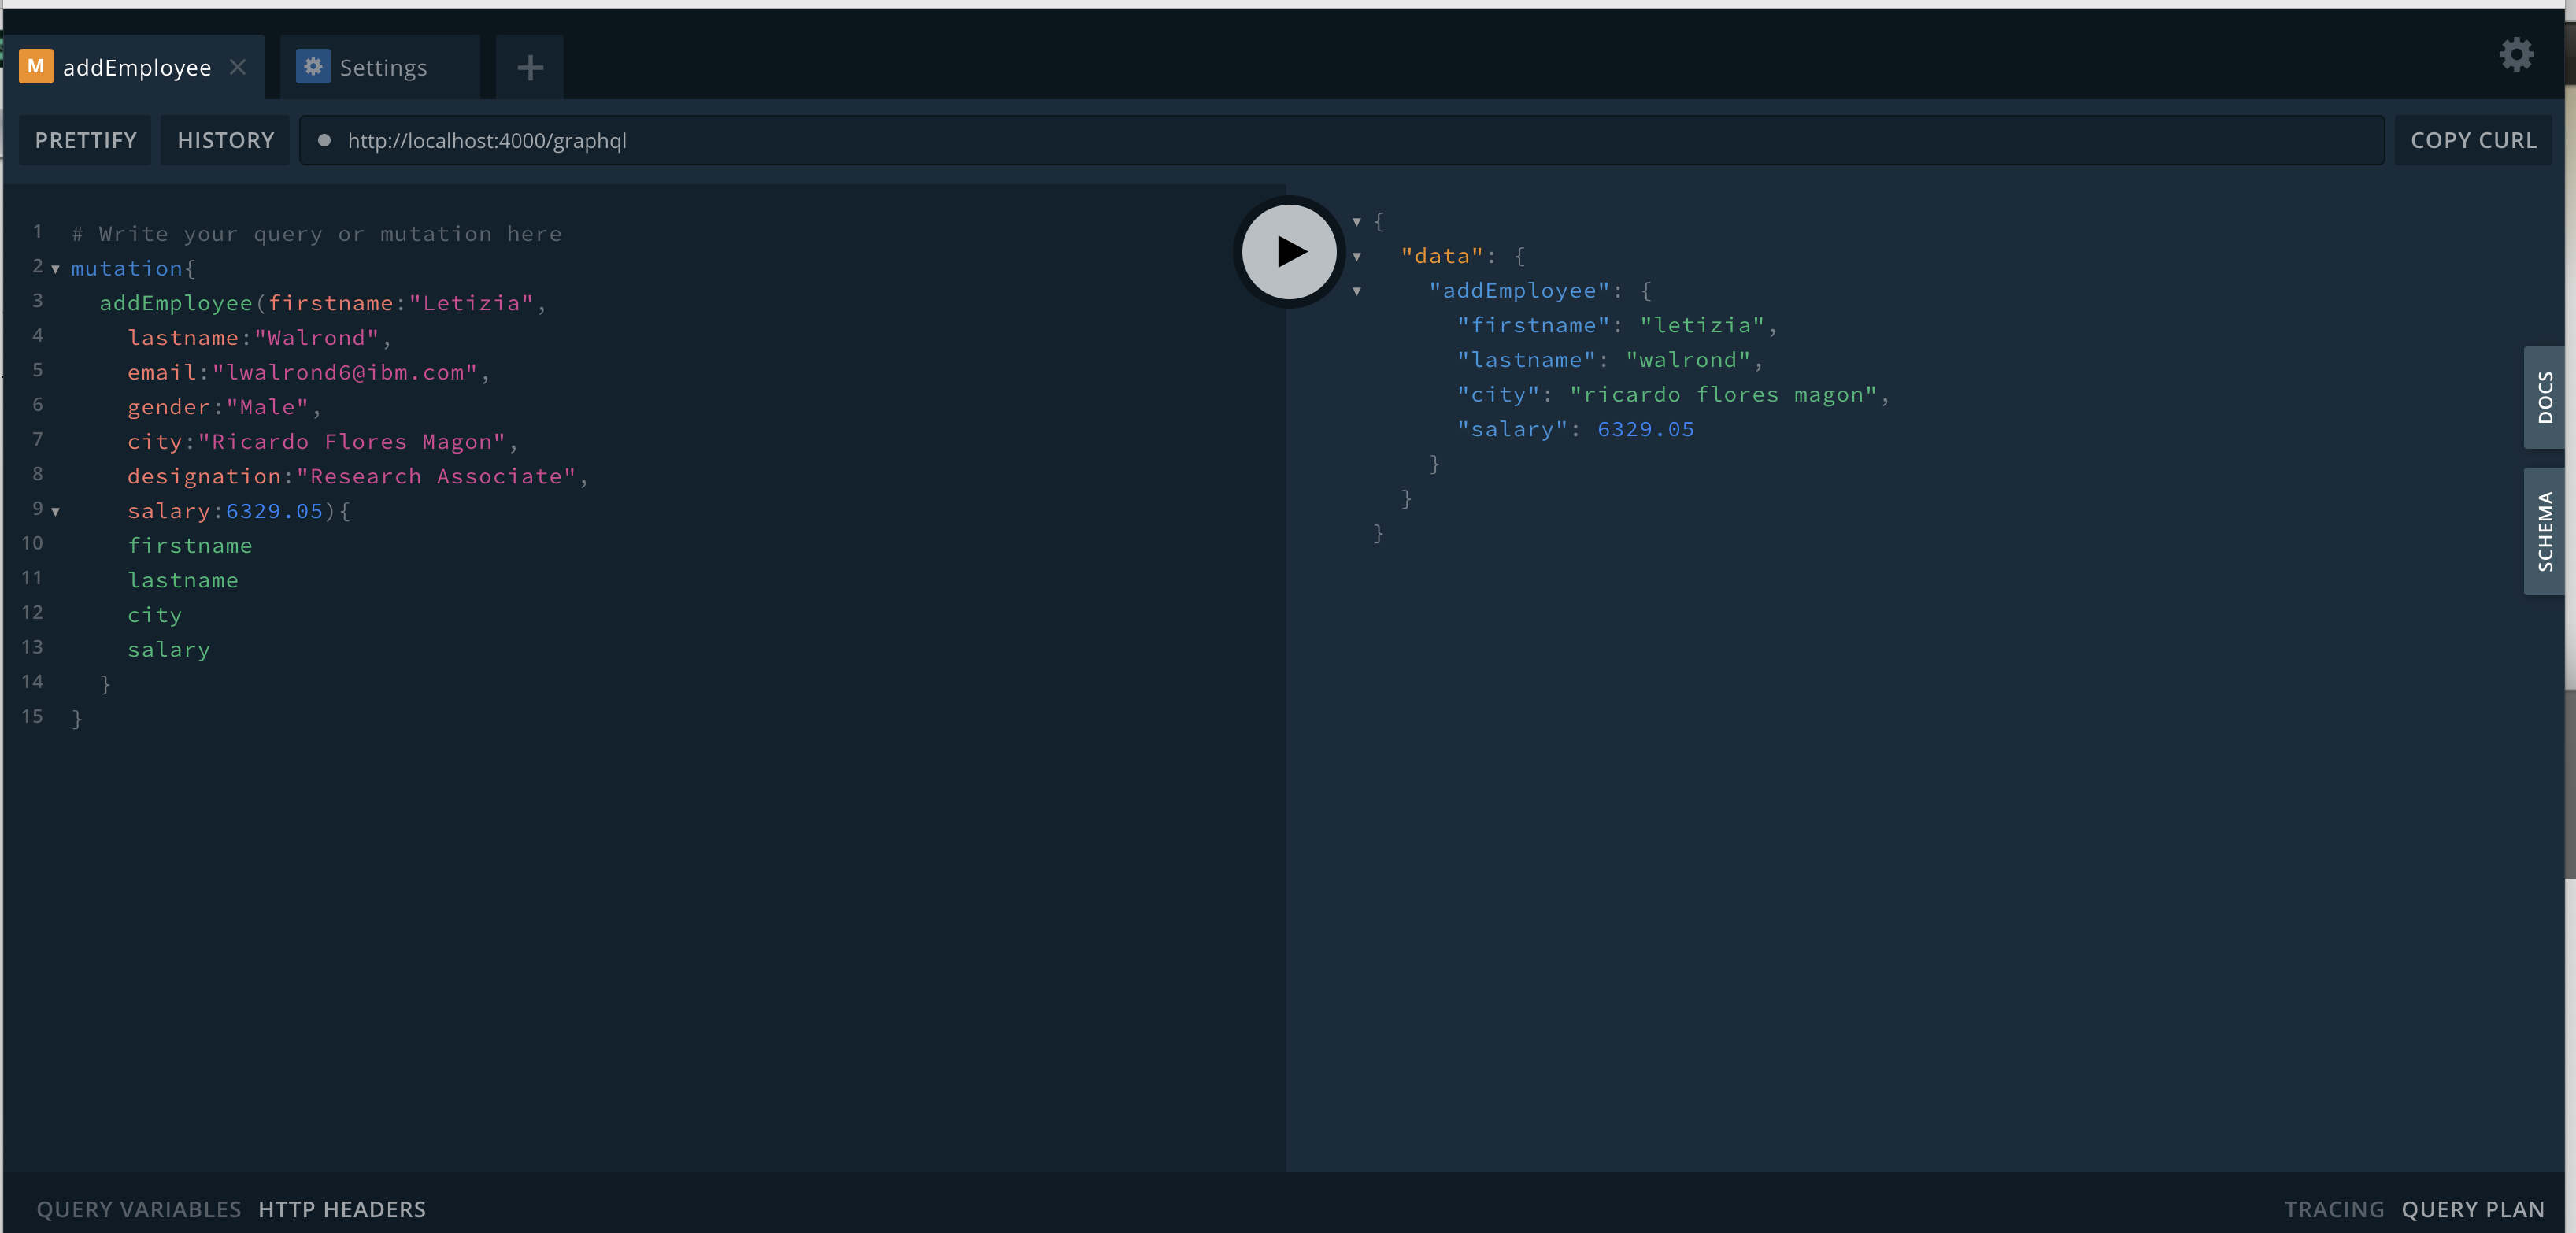 M addEmployee Settings
PRETTIFY HISTORY http://localhost:4000/graphql COPY CURL
1 # Write your query or mutation here
2 mutation{
3 addEmployee(firstname:"Letizia",
4 lastname:"Walrond",
5 email:"lwalrond6@ibm.com",
6 gender:"Male",
7 city:"Ricardo Flores Magon",
8 designation:"Research Associate",
9 salary:6329.05){
10 firstname
11 lastname
12 city
13 salary
14 }
15 }
{
"data": {
"addEmployee": {
"firstname": "letizia",
"lastname": "walrond",
"city": "ricardo flores magon",
"salary": 6329.05
}
}
}
DOCS
SCHEMA
QUERY VARIABLES HTTP HEADERS
TRACING QUERY PLAN